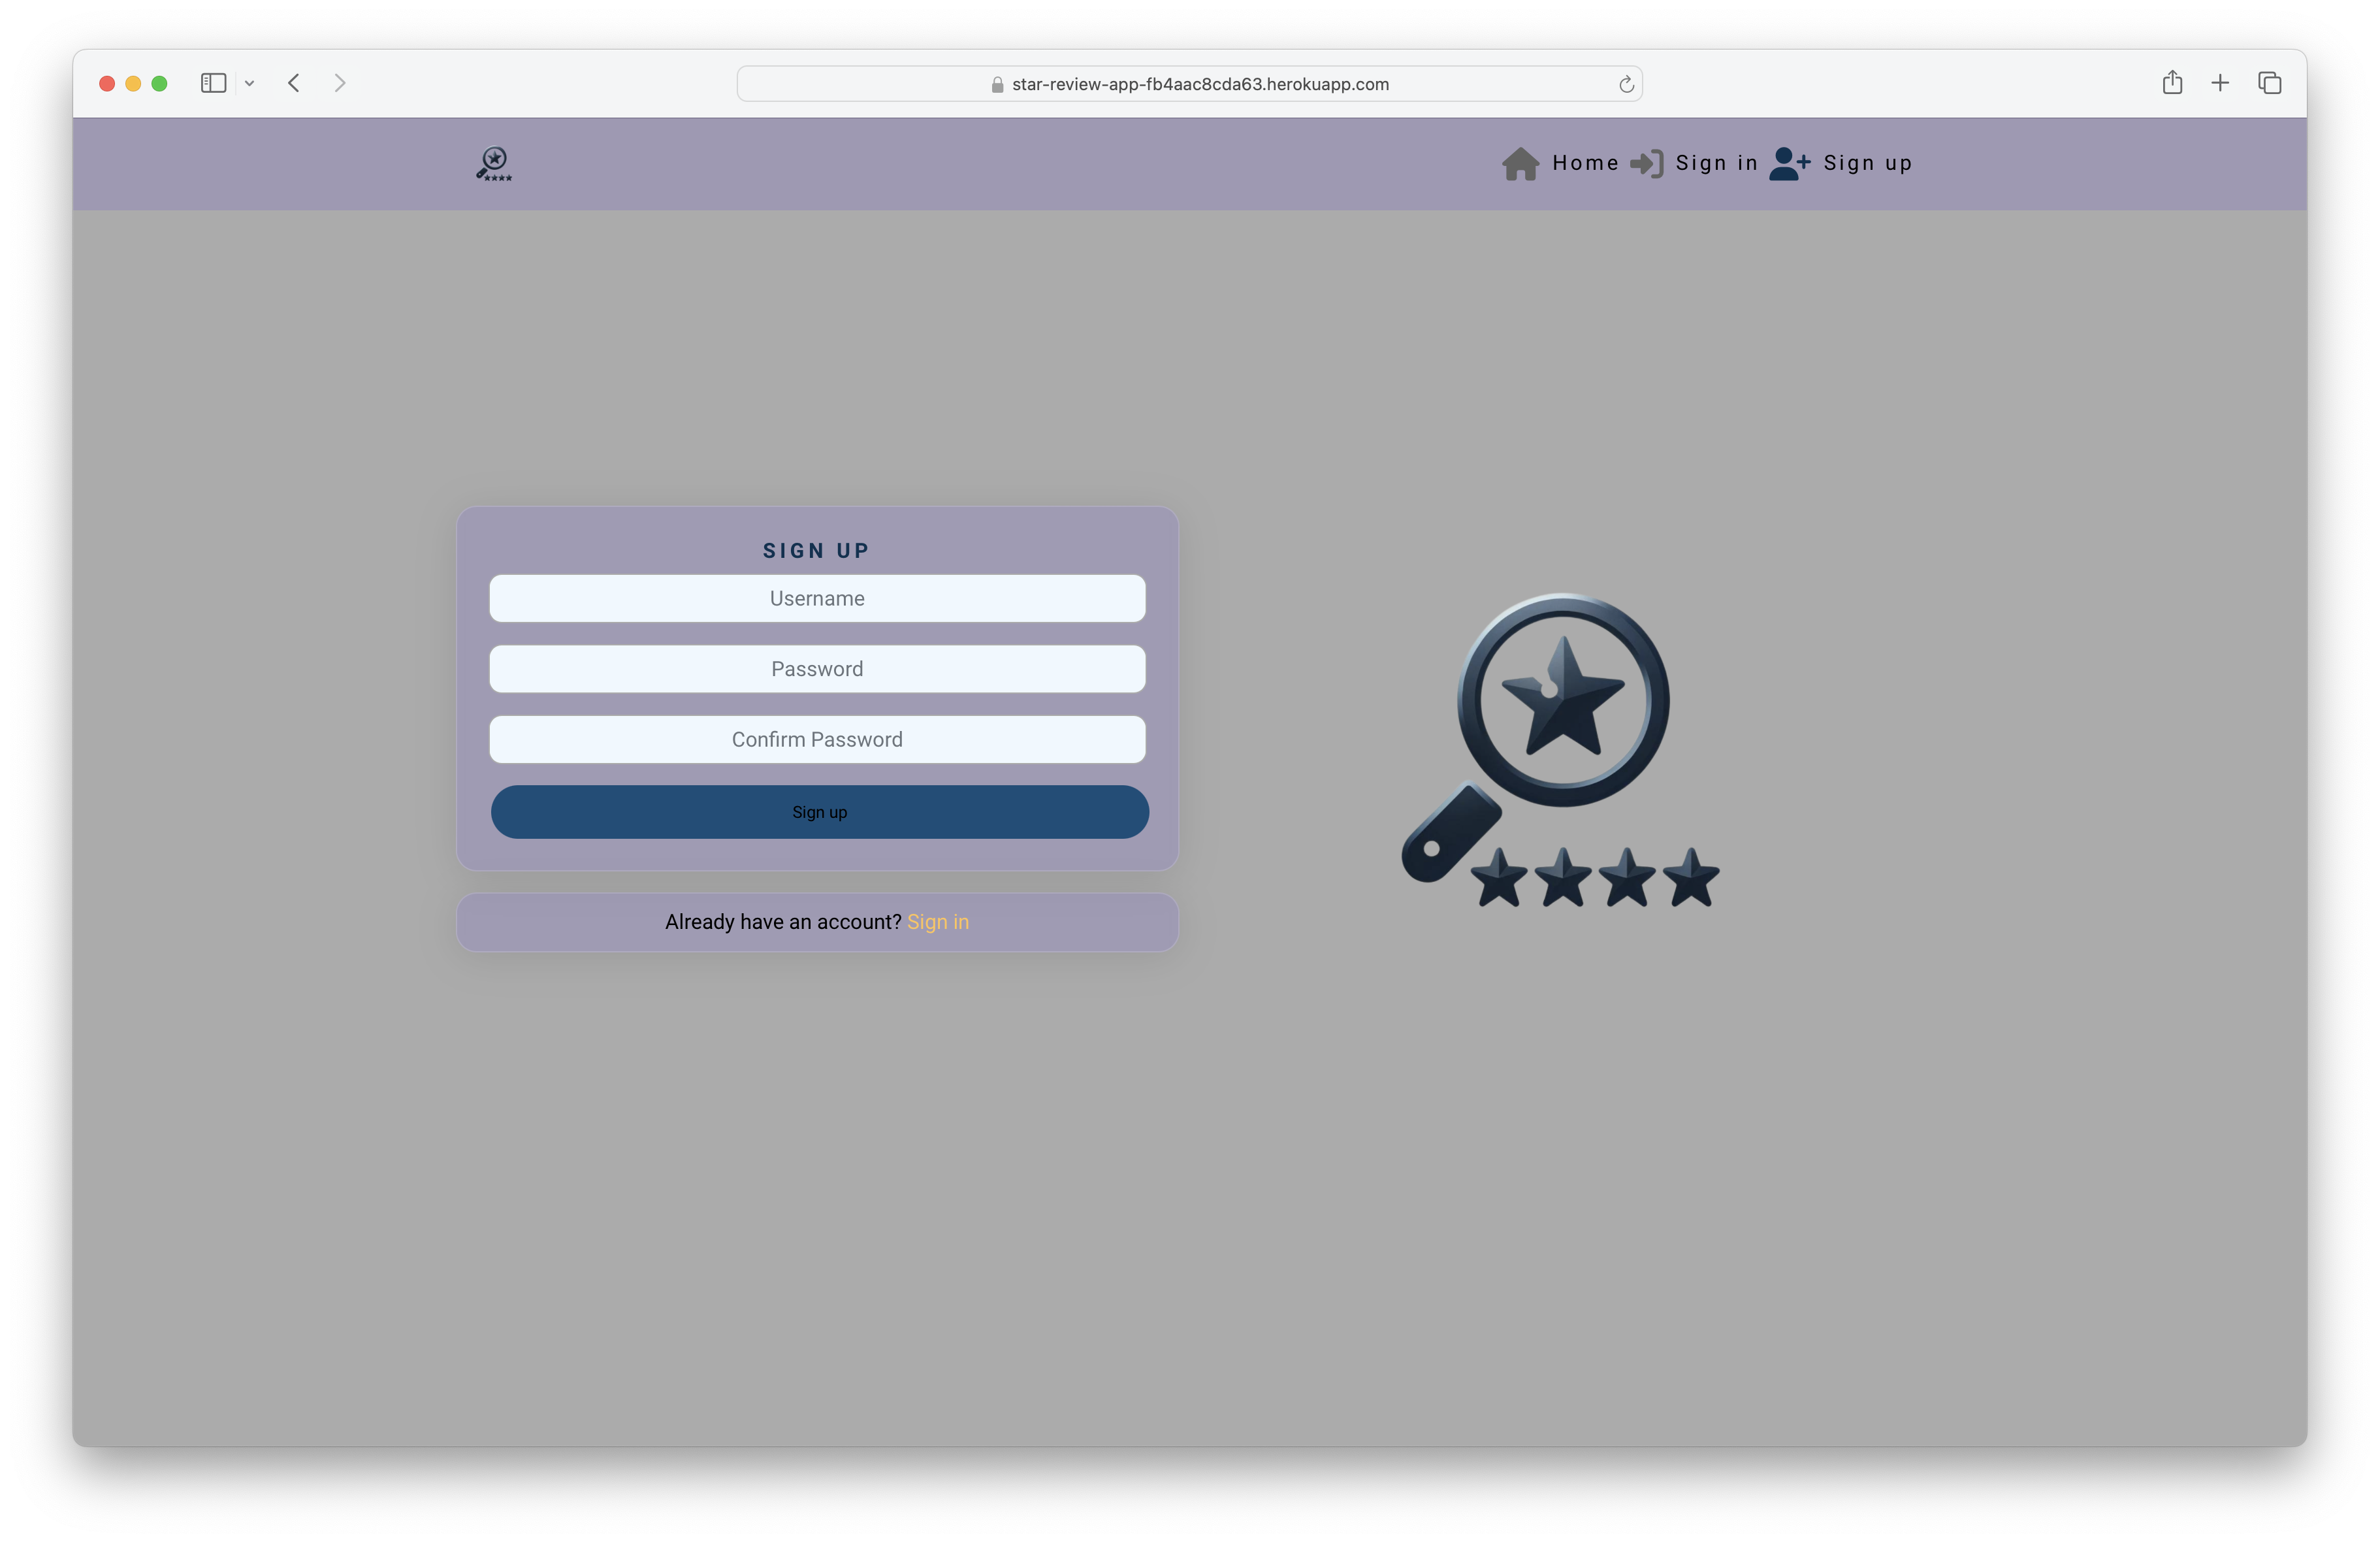 star-review-app-fb4aac8cda63.herokuapp.com
Home Sign in Sign up
SIGN UP
Username
Password
Confirm Password
Sign up
Already have an account? Sign in